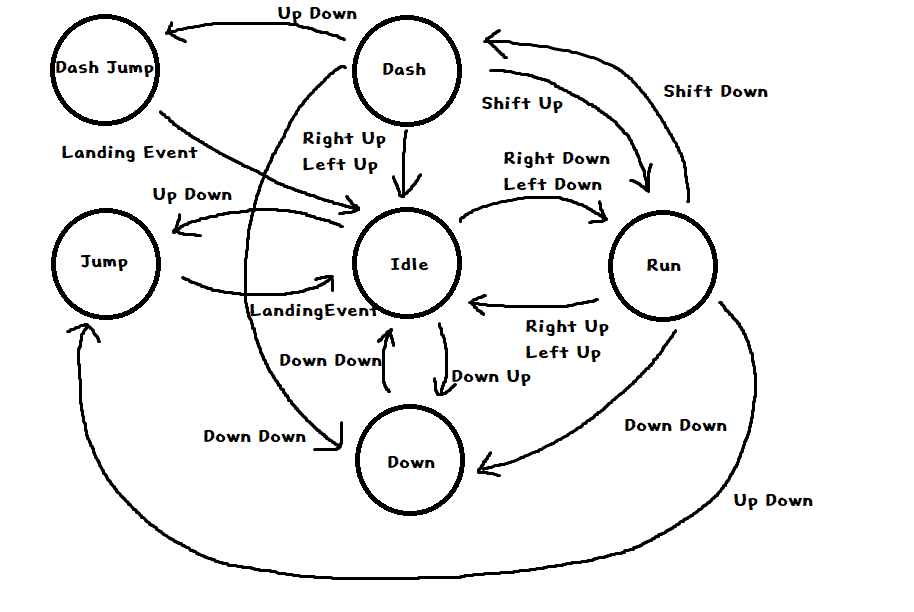 Up Down
Dash Jump
Dash
Shift Down
Shift Up
Right Up
Left Up
Landing Event
Right Down
Left Down
Up Down
Jump
Idle
Run
LandingEvent
Right Up
Left Up
Down Down
Down Up
Down Down
Down Down
Down
Up Down